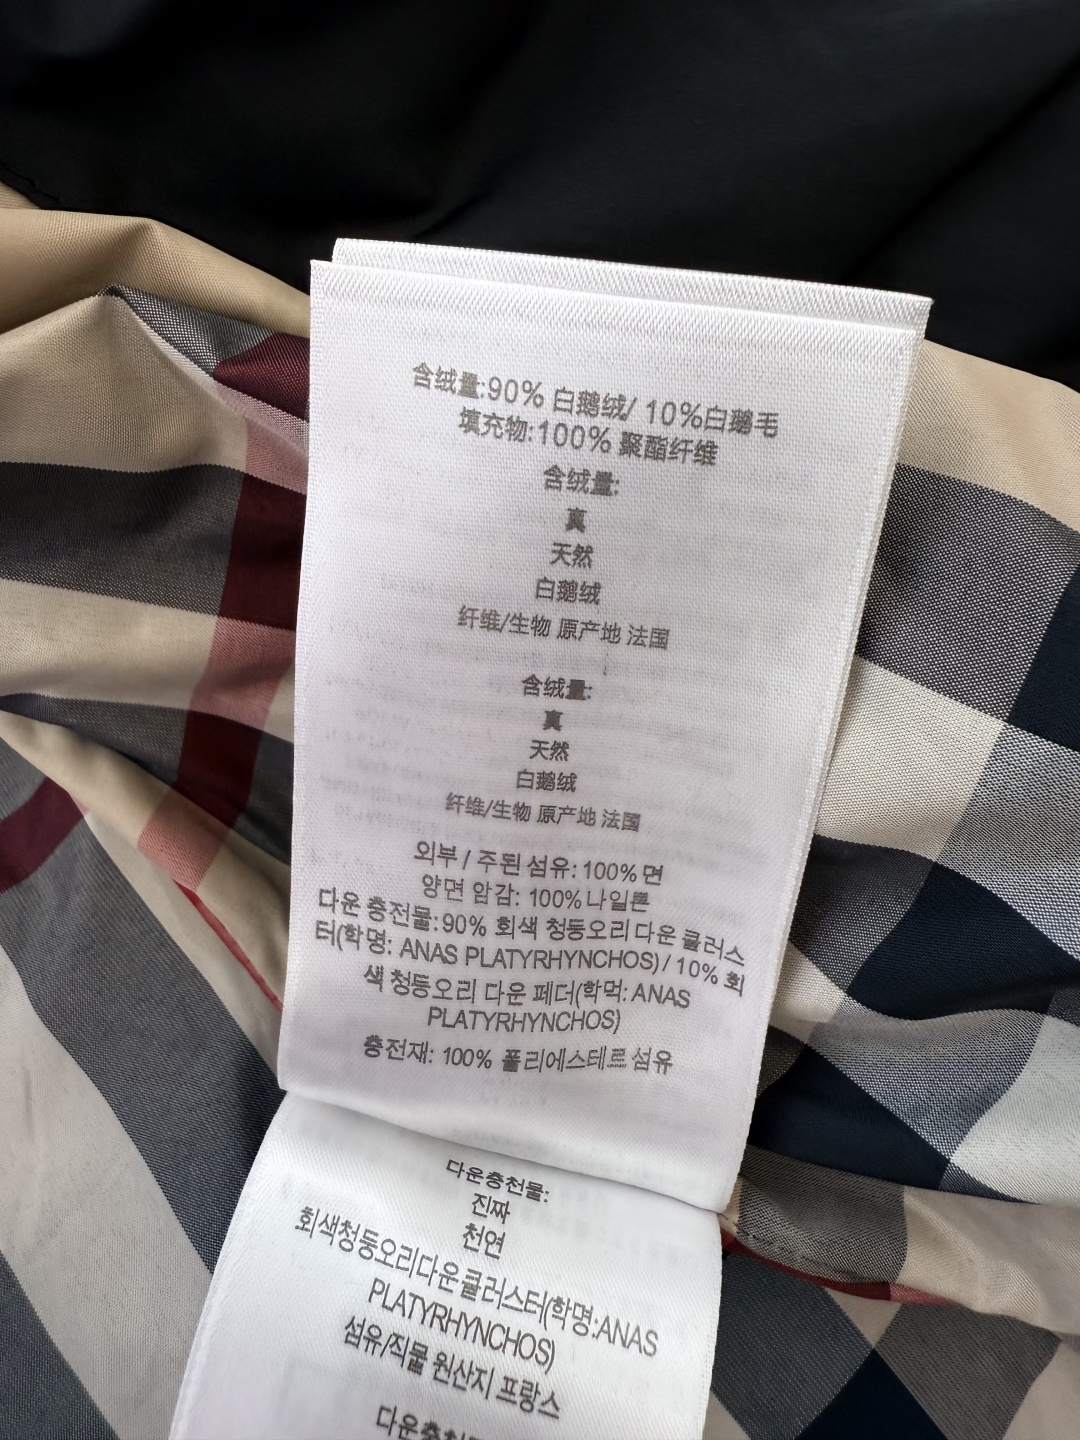 含绒量:90% 白鹅绒/ 10%白鹅毛
填充物:100% 聚酯纤维
含绒量:
真
天然
白鹅绒
纤维/生物 原产地 法国
含绒量:
真
天然
白鹅绒
纤维/生物 原产地 法国
외부 / 주된 섬유: 100% 면
양면 암감: 100% 나일론
다운 충전물:90% 회색 청둥오리 다운 클러스
터(학명: ANAS PLATYRHYNCHOS) / 10% 회
색 청둥오리 다운 페더(학먹: ANAS
PLATYRHYNCHOS)
충전재: 100% 폴리에스테르 섬유
다운충천물:
진짜
천연
회색청둥오리다운클러스터(학명:ANAS
PLATYRHYNCHOS)
섬유/직물 원산지 프랑스
다운충천물: